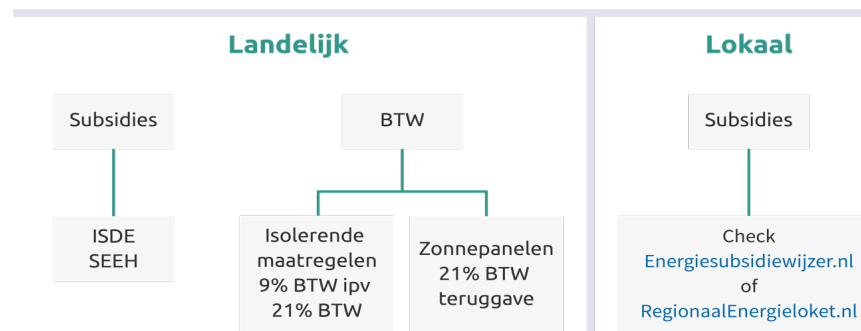 Landelijk
Lokaal
Subsidies
BTW
Subsidies
ISDE
SEEH
Isolerende
maatregelen
9% BTW ipv
21% BTW
Zonnepanelen
21% BTW
teruggave
Check
Energiesubsidiewijzer.nl
of
RegionaalEnergieloket.nl